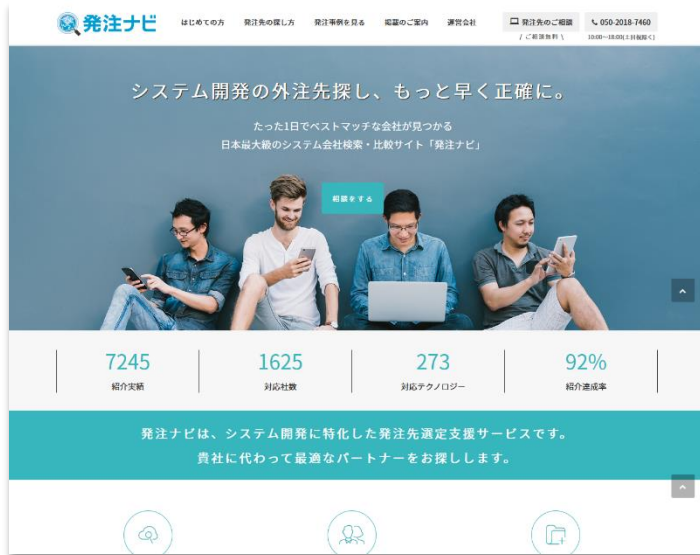 発注ナビ
はじめての方 発注先の探し方 発注事例を見る 掲載のご案内 運営会社
発注先のご相談
\ ご相談無料 /
050-2018-7460
10:00〜18:00(土日祝除く)
システム開発の外注先探し、もっと早く正確に。
たった1日でベストマッチな会社が見つかる
日本最大級のシステム会社検索・比較サイト「発注ナビ」
相談をする
7245 1625 273 92%
紹介実績 対応社数 対応テクノロジー 紹介達成率
発注ナビは、システム開発に特化した発注先選定支援サービスです。
貴社に代わって最適なパートナーをお探しします。